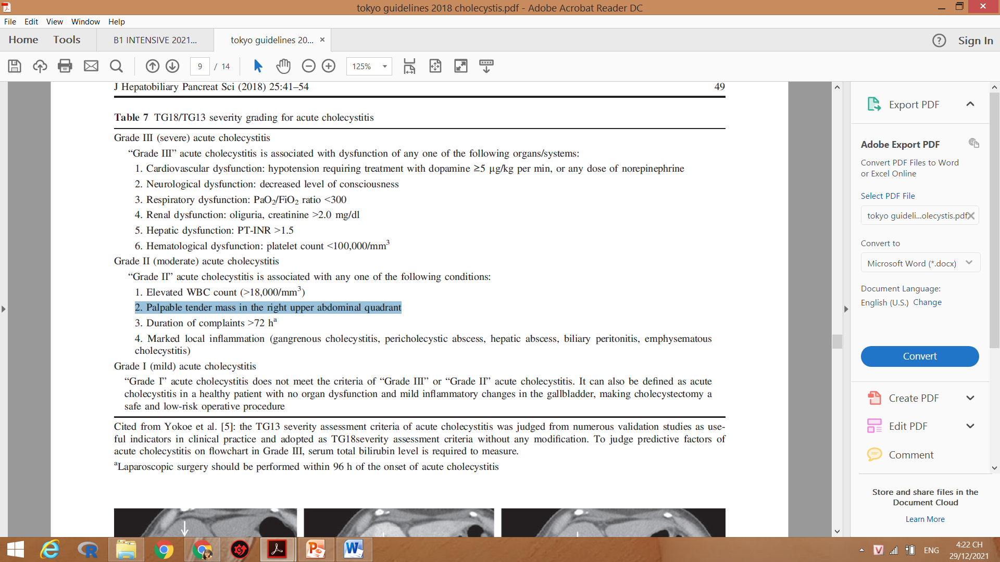 tokyo guidelines 2018 cholecystis.pdf - Adobe Acrobat Reader DC
File Edit View Window Help
Home Tools B1 INTENSIVE 2021... tokyo guidelines 20... ×
? Sign In
9 / 14 125%
J Hepatobiliary Pancreat Sci (2018) 25:41–54 49
Table 7 TG18/TG13 severity grading for acute cholecystitis
Grade III (severe) acute cholecystitis
“Grade III” acute cholecystitis is associated with dysfunction of any one of the following organs/systems:
1. Cardiovascular dysfunction: hypotension requiring treatment with dopamine ≥5 μg/kg per min, or any dose of norepinephrine
2. Neurological dysfunction: decreased level of consciousness
3. Respiratory dysfunction: PaO₂/FiO₂ ratio <300
4. Renal dysfunction: oliguria, creatinine >2.0 mg/dl
5. Hepatic dysfunction: PT-INR >1.5
6. Hematological dysfunction: platelet count <100,000/mm³
Grade II (moderate) acute cholecystitis
“Grade II” acute cholecystitis is associated with any one of the following conditions:
1. Elevated WBC count (>18,000/mm³)
2. Palpable tender mass in the right upper abdominal quadrant
3. Duration of complaints >72 hᵃ
4. Marked local inflammation (gangrenous cholecystitis, pericholecystic abscess, hepatic abscess, biliary peritonitis, emphysematous
cholecystitis)
Grade I (mild) acute cholecystitis
“Grade I” acute cholecystitis does not meet the criteria of “Grade III” or “Grade II” acute cholecystitis. It can also be defined as acute
cholecystitis in a healthy patient with no organ dysfunction and mild inflammatory changes in the gallbladder, making cholecystectomy a
safe and low-risk operative procedure
Cited from Yokoe et al. [5]: the TG13 severity assessment criteria of acute cholecystitis was judged from numerous validation studies as use-
ful indicators in clinical practice and adopted as TG18severity assessment criteria without any modification. To judge predictive factors of
acute cholecystitis on flowchart in Grade III, serum total bilirubin level is required to measure.
ᵃLaparoscopic surgery should be performed within 96 h of the onset of acute cholecystitis
Export PDF
Adobe Export PDF
Convert PDF Files to Word
or Excel Online
Select PDF File
tokyo guideli...olecystis.pdf
Convert to
Microsoft Word (*.docx)
Document Language:
English (U.S.) Change
Convert
Create PDF
Edit PDF
Comment
Store and share files in the
Document Cloud
Learn More
ENG
4:22 CH
29/12/2021